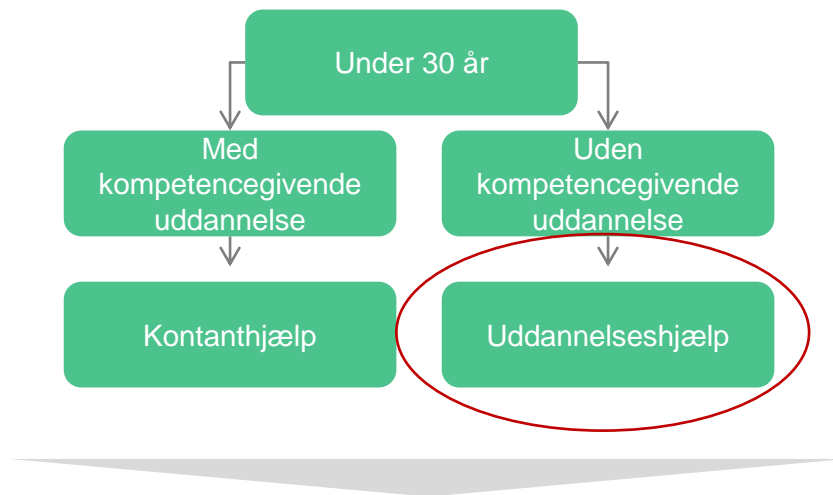 Under 30 år
Med
kompetencegivende
uddannelse
Uden
kompetencegivende
uddannelse
Kontanthjælp
Uddannelseshjælp